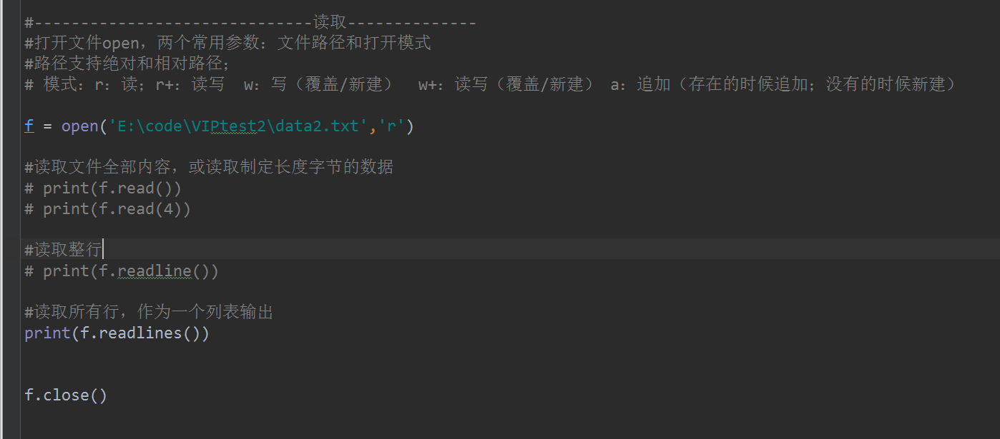 #------------------------------读取--------------
#打开文件open，两个常用参数：文件路径和打开模式
#路径支持绝对和相对路径；
# 模式：r：读；r+：读写  w：写（覆盖/新建）  w+：读写（覆盖/新建） a：追加（存在的时候追加；没有的时候新建）
f = open('E:\code\VIPtest2\data2.txt','r')
#读取文件全部内容，或读取制定长度字节的数据
# print(f.read())
# print(f.read(4))
#读取整行
# print(f.readline())
#读取所有行，作为一个列表输出
print(f.readlines())
f.close()